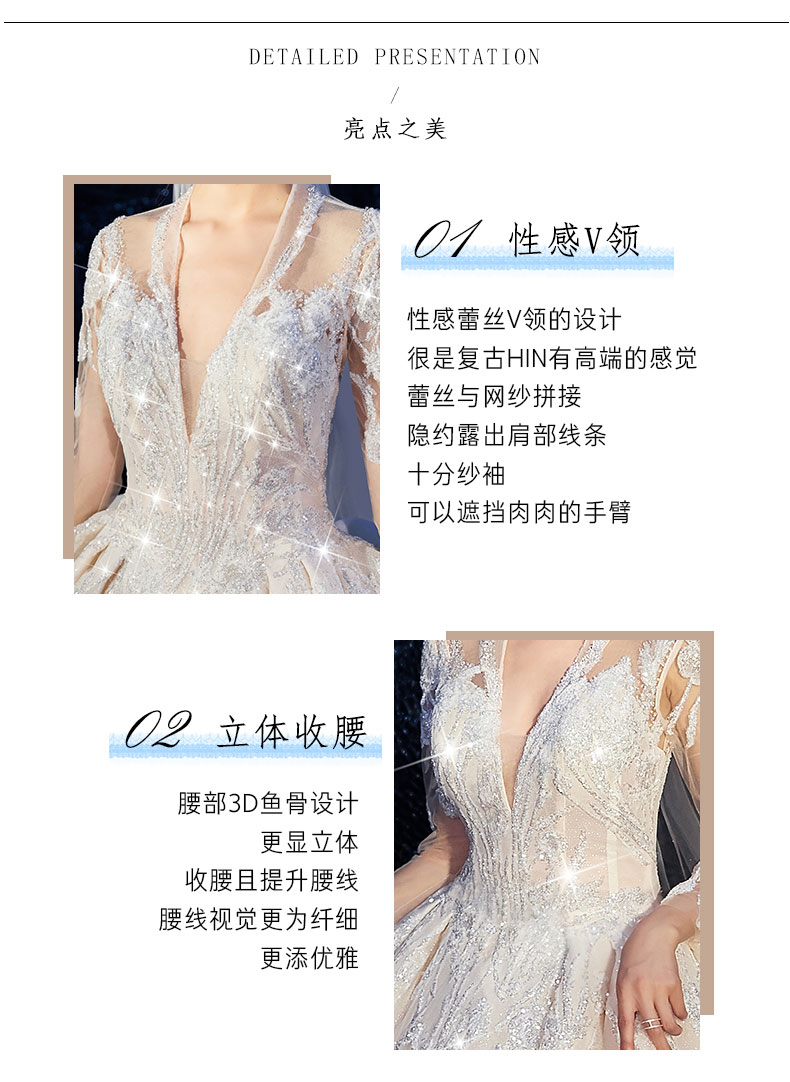 DETAILED PRESENTATION
/
亮点之美
01 性感V领
性感蕾丝V领的设计
很是复古HIN有高端的感觉
蕾丝与网纱拼接
隐约露出肩部线条
十分纱袖
可以遮挡肉肉的手臂
02 立体收腰
腰部3D鱼骨设计
更显立体
收腰且提升腰线
腰线视觉更为纤细
更添优雅